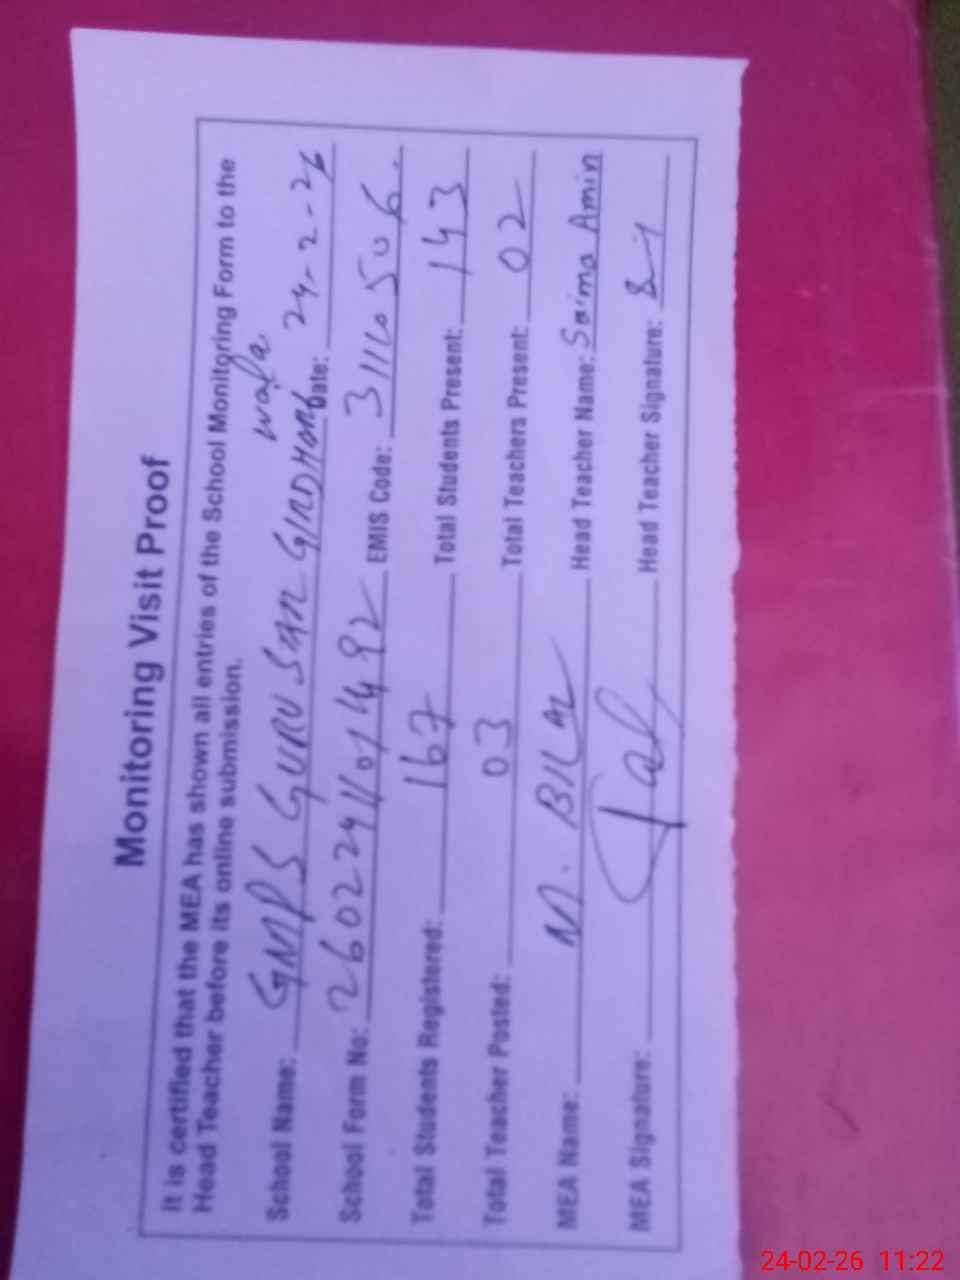 Monitoring Visit Proof
It is certified that the MEA has shown all entries of the School Monitoring Form to the
Head Teacher before its online submission.
wala
School Name: GMPS GURU SAR GIRDHORE Date: 24-2-26
School Form No: EMIS Code: 31110506.
Total Students Registered: 167 Total Students Present: 143
Total Teacher Posted: 03 Total Teachers Present: 02
MEA Name: M. BILAL Head Teacher Name: Saima Amin
MEA Signature: Head Teacher Signature:
24-02-26 11:22